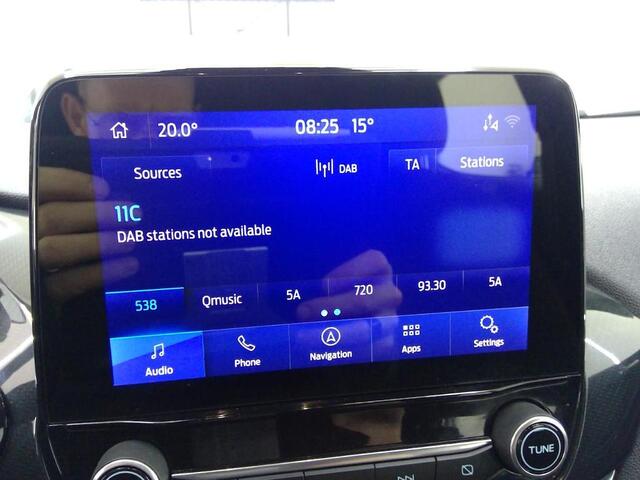 20.0° 08:25 15°
Sources DAB TA Stations
11C
DAB stations not available
538 Qmusic 5A 720 93.30 5A
Audio Phone Navigation Apps Settings
TUNE